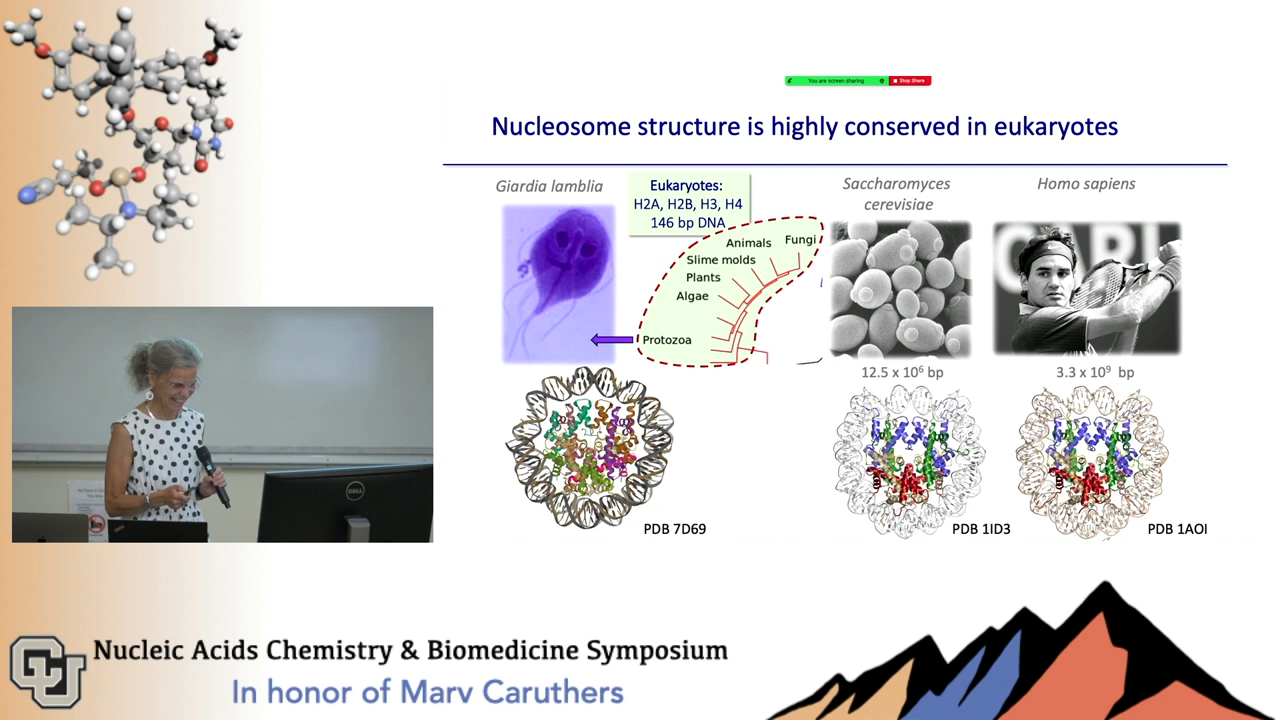 You are screen sharing
Stop Share
Nucleosome structure is highly conserved in eukaryotes
Giardia lamblia
Eukaryotes:
H2A, H2B, H3, H4
146 bp DNA
Saccharomyces
cerevisiae
Homo sapiens
Animals
Fungi
Slime molds
Plants
Algae
Protozoa
12.5 x 10⁶ bp
3.3 x 10⁹ bp
PDB 7D69
PDB 1ID3
PDB 1AOI
DELL
CU
Nucleic Acids Chemistry & Biomedicine Symposium
In honor of Marv Caruthers